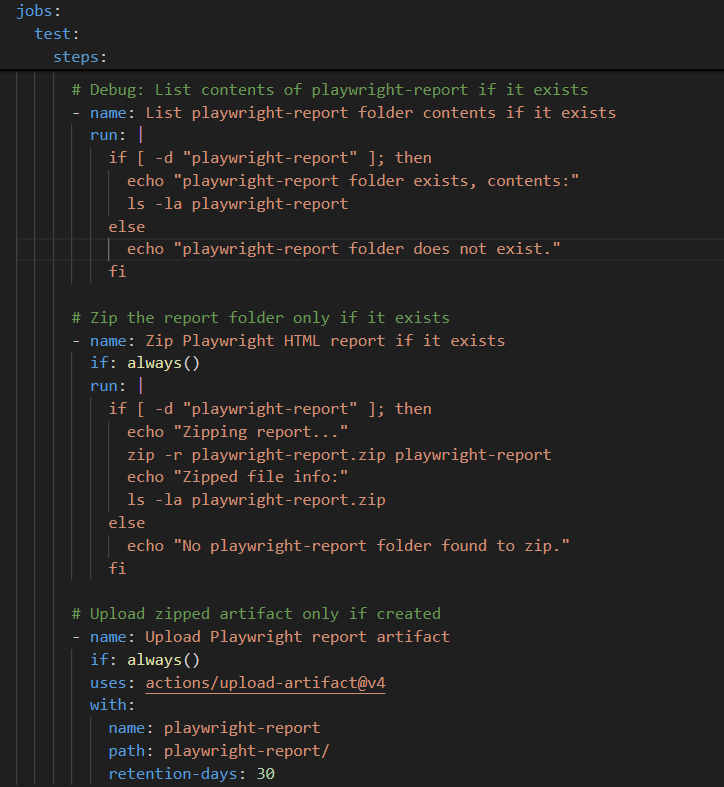 jobs:
test:
steps:
# Debug: List contents of playwright-report if it exists
- name: List playwright-report folder contents if it exists
run: |
if [ -d "playwright-report" ]; then
echo "playwright-report folder exists, contents:"
ls -la playwright-report
else
echo "playwright-report folder does not exist."
fi
# Zip the report folder only if it exists
- name: Zip Playwright HTML report if it exists
if: always()
run: |
if [ -d "playwright-report" ]; then
echo "Zipping report..."
zip -r playwright-report.zip playwright-report
echo "Zipped file info:"
ls -la playwright-report.zip
else
echo "No playwright-report folder found to zip."
fi
# Upload zipped artifact only if created
- name: Upload Playwright report artifact
if: always()
uses: actions/upload-artifact@v4
with:
name: playwright-report
path: playwright-report/
retention-days: 30